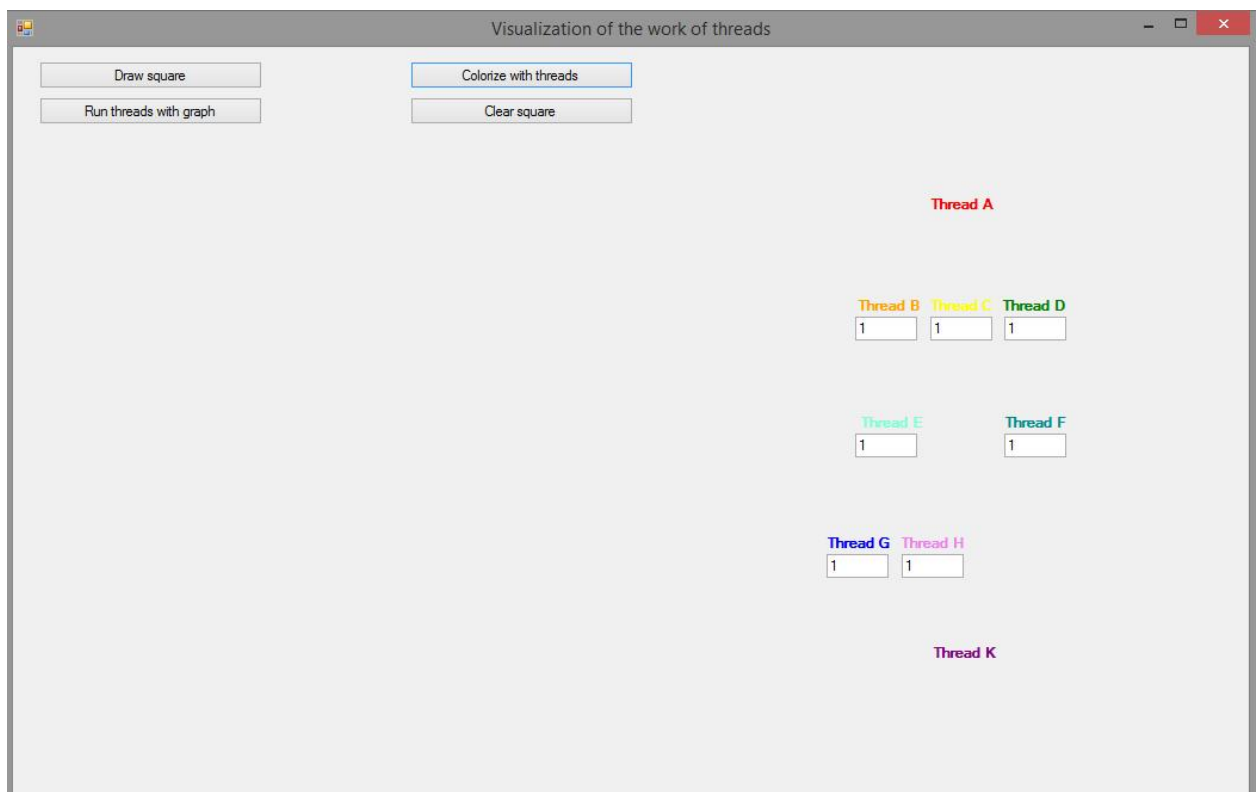 Visualization of the work of threads
Draw square
Colorize with threads
Run threads with graph
Clear square
Thread A
Thread B Thread C Thread D
1 1 1
Thread E Thread F
1 1
Thread G Thread H
1 1
Thread K